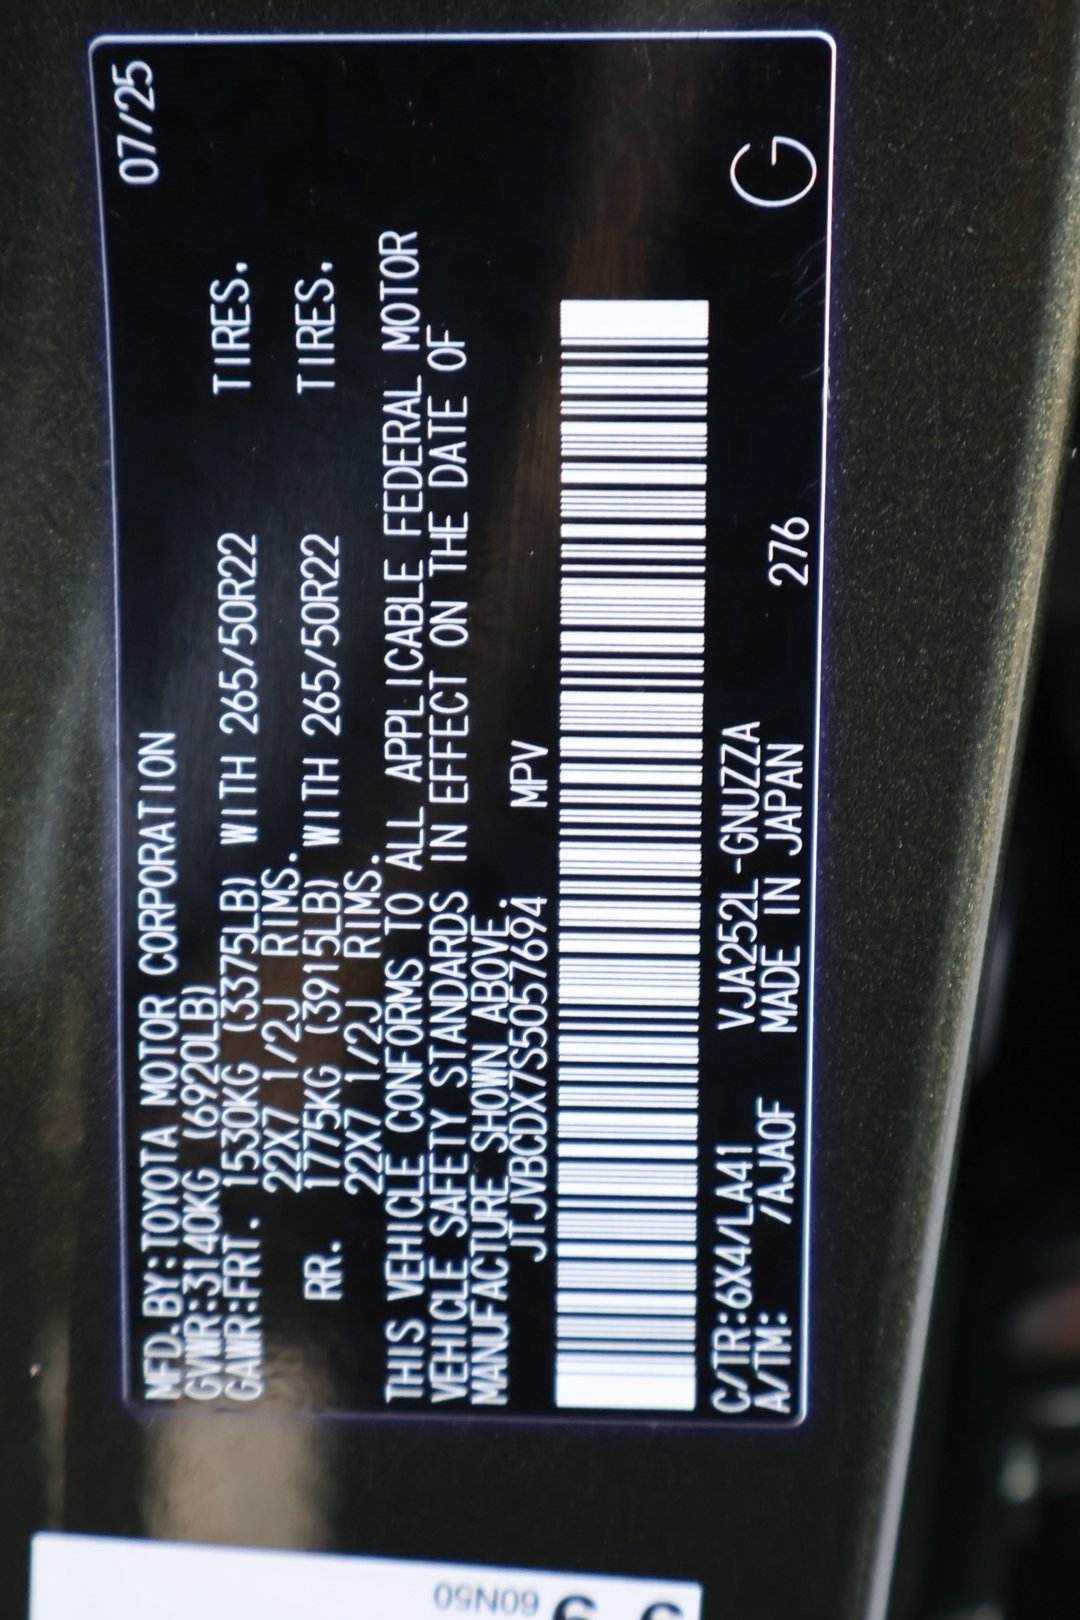 07/25
MFD.BY:TOYOTA MOTOR CORPORATION
GVWR:3140KG (6920LB)
GAWR:FRT. 1530KG (3375LB) WITH 265/50R22 TIRES.
22X7 1/2J RIMS.
RR. 1775KG (3915LB) WITH 265/50R22 TIRES.
22X7 1/2J RIMS.
THIS VEHICLE CONFORMS TO ALL APPLICABLE FEDERAL MOTOR
VEHICLE SAFETY STANDARDS IN EFFECT ON THE DATE OF
MANUFACTURE SHOWN ABOVE.
JTJVBCDX7S5057694 MPV
C/TR:6X4/LA41 VJA252L-GNUZZA
A/TM: /AJA0F MADE IN JAPAN 276
G
60N50